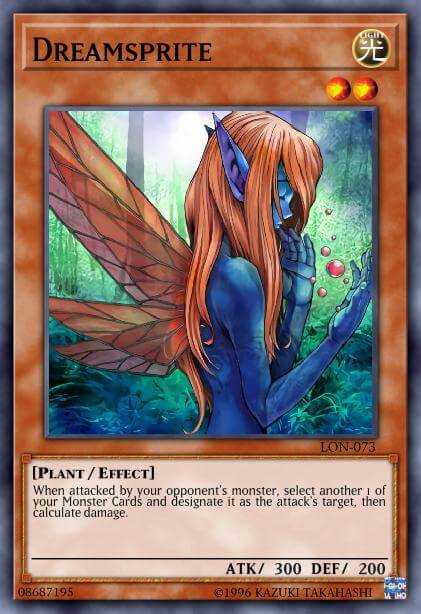 DREAMSPRITE
LIGHT
光
LON-073
[PLANT / EFFECT]
When attacked by your opponent's monster, select another 1 of
your Monster Cards and designate it as the attack's target, then
calculate damage.
ATK/ 300 DEF/ 200
08687195
©1996 KAZUKI TAKAHASHI